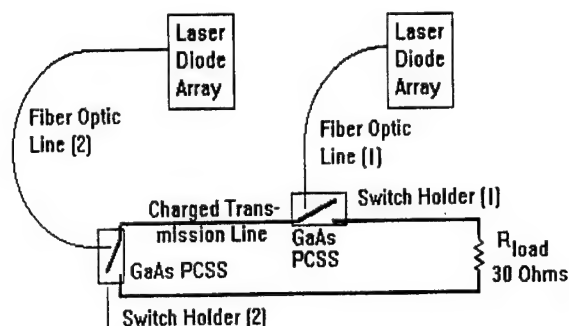 Laser
Diode
Array
Laser
Diode
Array
Fiber Optic
Line (2)
Fiber Optic
Line (1)
Switch Holder (1)
Charged Trans-
mission Line
GaAs
PCSS
GaAs PCSS
Rload
30 Ohms
Switch Holder (2)